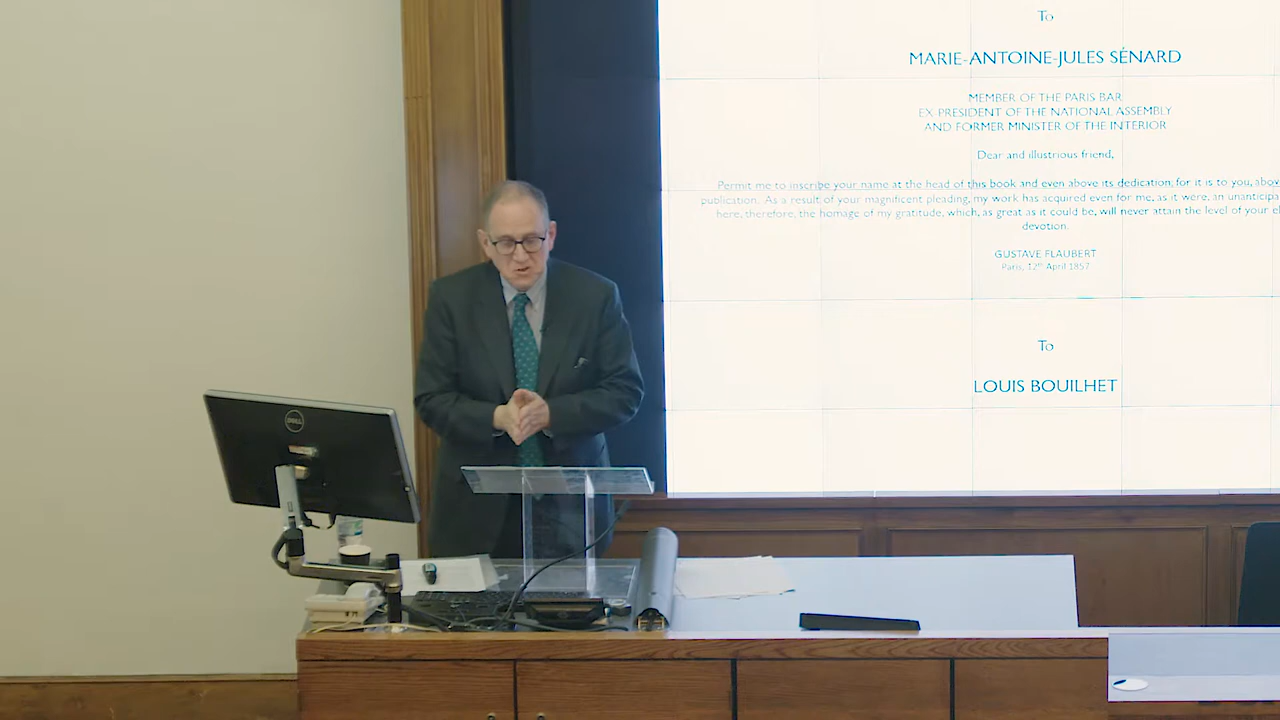 To
MARIE-ANTOINE-JULES SÉNARD
MEMBER OF THE PARIS BAR
EX PRESIDENT OF THE NATIONAL ASSEMBLY
AND FORMER MINISTER OF THE INTERIOR
Dear and illustrious friend,
Permit me to inscribe your name at the head of this book and even above its dedication; for it is to you, abov
publication. As a result of your magnificent pleading, my work has acquired even for me, as it were, an unanticipa
here, therefore, the homage of my gratitude, which, as great as it could be, will never attain the level of your el
devotion.
GUSTAVE FLAUBERT
Paris, 12th April 1857
To
LOUIS BOUILHET
DELL